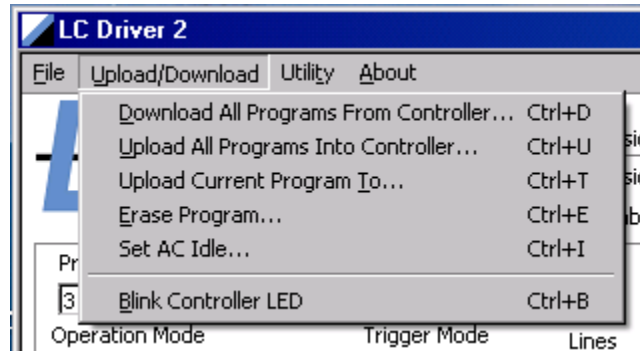 LC Driver 2
File Upload/Download Utility About
Download All Programs From Controller... Ctrl+D
Upload All Programs Into Controller... Ctrl+U
Upload Current Program To... Ctrl+T
Erase Program... Ctrl+E
Set AC Idle... Ctrl+I
3
Blink Controller LED Ctrl+B
Operation Mode Trigger Mode Lines